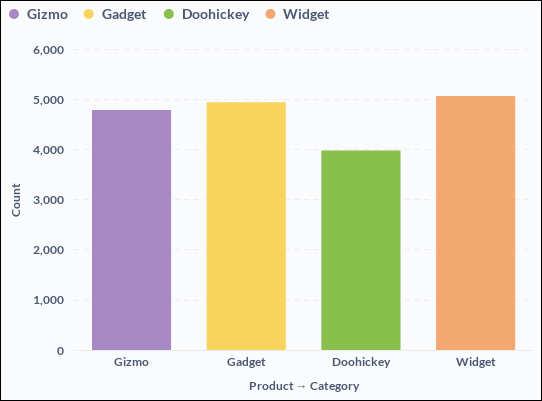 Gizmo Gadget Doohickey Widget
6,000
5,000
4,000
3,000
2,000
1,000
0
Count
Gizmo Gadget Doohickey Widget
Product → Category